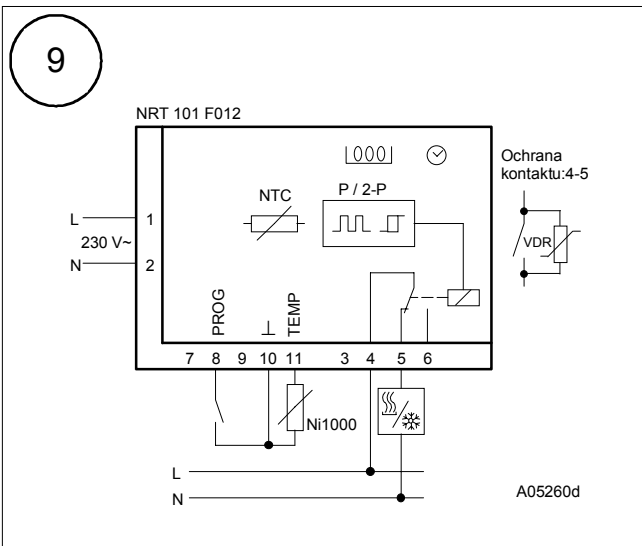 9
NRT 101 F012
Ochrana
kontaktu:4-5
NTC
P / 2-P
L
1
230 V~
VDR
N
2
PROG
⊥
TEMP
7 8 9 10 11 3 4 5 6
Ni1000
L
N
A05260d